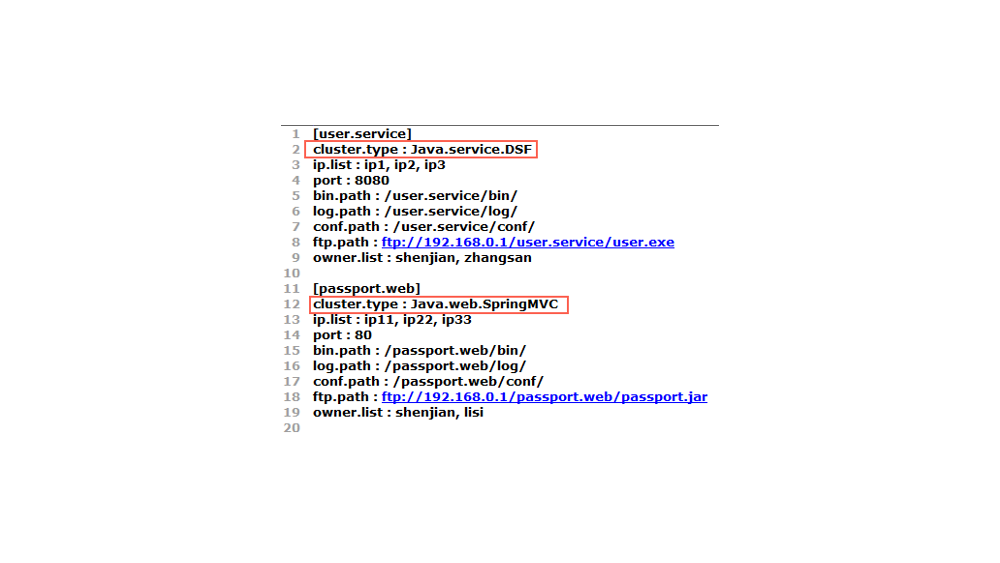 1 [user.service]
2 cluster.type : Java.service.DSF
3 ip.list : ip1, ip2, ip3
4 port : 8080
5 bin.path : /user.service/bin/
6 log.path : /user.service/log/
7 conf.path : /user.service/conf/
8 ftp.path : ftp://192.168.0.1/user.service/user.exe
9 owner.list : shenjian, zhangsan
10
11 [passport.web]
12 cluster.type : Java.web.SpringMVC
13 ip.list : ip11, ip22, ip33
14 port : 80
15 bin.path : /passport.web/bin/
16 log.path : /passport.web/log/
17 conf.path : /passport.web/conf/
18 ftp.path : ftp://192.168.0.1/passport.web/passport.jar
19 owner.list : shenjian, lisi
20